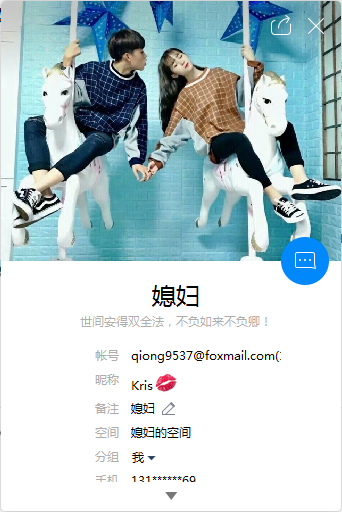 媳妇
世间安得双全法，不负如来不负卿！
帐号 qiong9537@foxmail.com(
昵称 Kris
备注 媳妇
空间 媳妇的空间
分组 我
手机 131******69